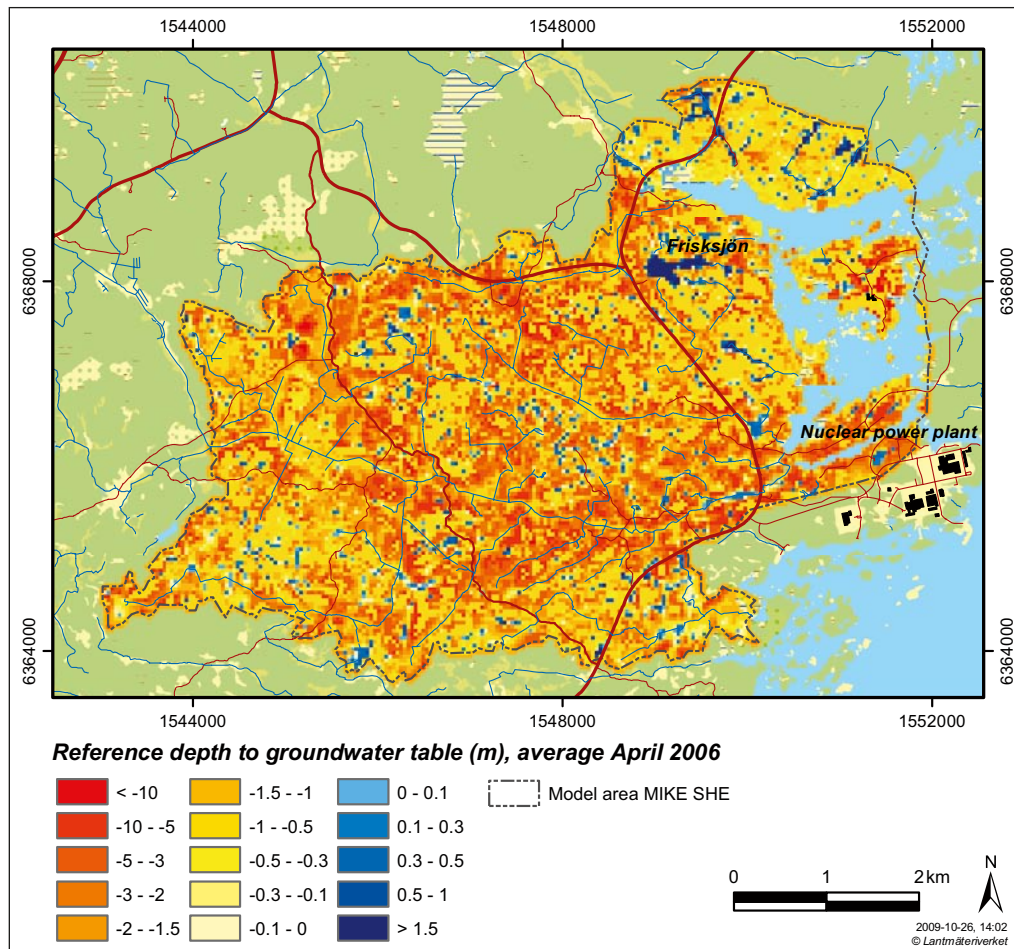 1544000 1548000 1552000
6368000
6368000
Frisksjön
Nuclear power plant
6364000
6364000
1544000 1548000 1552000
Reference depth to groundwater table (m), average April 2006
< -10 -1.5 - -1 0 - 0.1 Model area MIKE SHE
-10 - -5 -1 - -0.5 0.1 - 0.3
-5 - -3 -0.5 - -0.3 0.3 - 0.5
-3 - -2 -0.3 - -0.1 0.5 - 1
-2 - -1.5 -0.1 - 0 > 1.5
0 1 2 km
N
2009-10-26, 14:02
© Lantmäteriverket